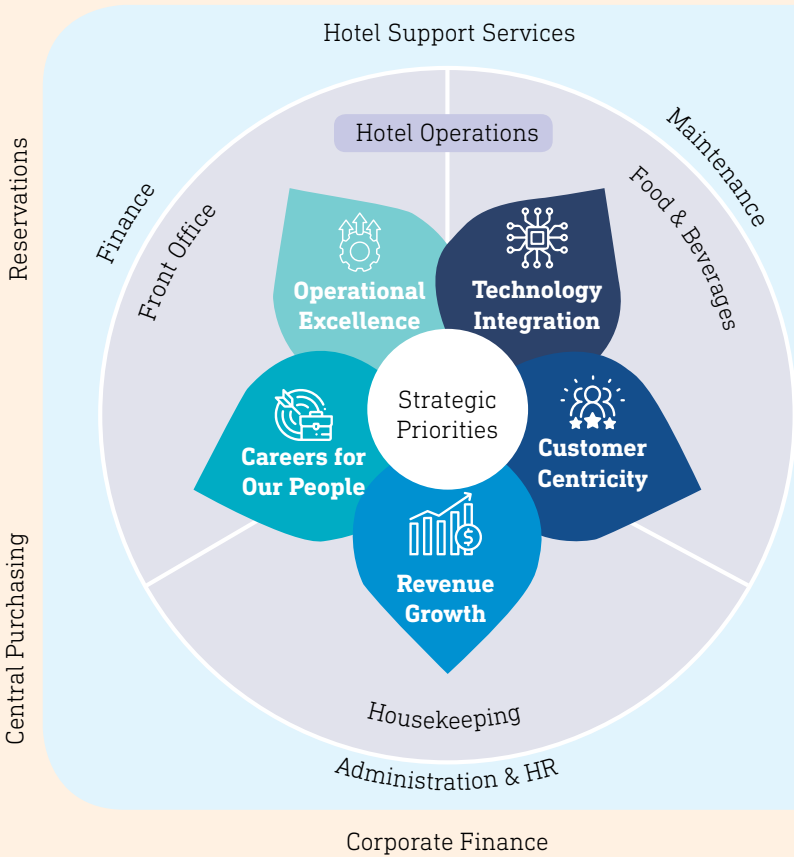 Hotel Support Services
Hotel Operations
Maintenance
Reservations
Finance
Front Office
Food & Beverages
Operational
Excellence
Technology
Integration
Strategic
Priorities
Careers for
Our People
Customer
Centricity
Revenue
Growth
$
Central Purchasing
Housekeeping
Administration & HR
Corporate Finance